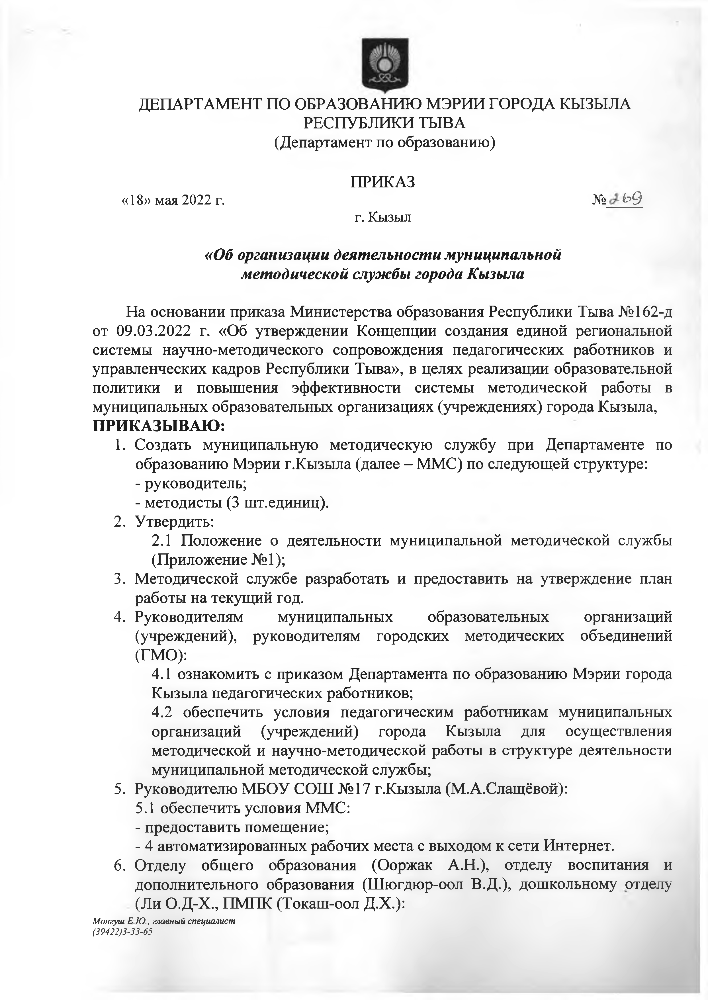 ДЕПАРТАМЕНТ ПО ОБРАЗОВАНИЮ МЭРИИ ГОРОДА КЫЗЫЛА
РЕСПУБЛИКИ ТЫВА
(Департамент по образованию)
ПРИКАЗ
«18» мая 2022 г. № 269
г. Кызыл
«Об организации деятельности муниципальной
методической службы города Кызыла
На основании приказа Министерства образования Республики Тыва №162-д
от 09.03.2022 г. «Об утверждении Концепции создания единой региональной
системы научно-методического сопровождения педагогических работников и
управленческих кадров Республики Тыва», в целях реализации образовательной
политики и повышения эффективности системы методической работы в
муниципальных образовательных организациях (учреждениях) города Кызыла,
ПРИКАЗЫВАЮ:
1. Создать муниципальную методическую службу при Департаменте по
образованию Мэрии г.Кызыла (далее – ММС) по следующей структуре:
- руководитель;
- методисты (3 шт.единиц).
2. Утвердить:
2.1 Положение о деятельности муниципальной методической службы
(Приложение №1);
3. Методической службе разработать и предоставить на утверждение план
работы на текущий год.
4. Руководителям муниципальных образовательных организаций
(учреждений), руководителям городских методических объединений
(ГМО):
4.1 ознакомить с приказом Департамента по образованию Мэрии города
Кызыла педагогических работников;
4.2 обеспечить условия педагогическим работникам муниципальных
организаций (учреждений) города Кызыла для осуществления
методической и научно-методической работы в структуре деятельности
муниципальной методической службы;
5. Руководителю МБОУ СОШ №17 г.Кызыла (М.А.Слащёвой):
5.1 обеспечить условия ММС:
- предоставить помещение;
- 4 автоматизированных рабочих места с выходом к сети Интернет.
6. Отделу общего образования (Ооржак А.Н.), отделу воспитания и
дополнительного образования (Шюгдюр-оол В.Д.), дошкольному отделу
(Ли О.Д-Х., ПМПК (Токаш-оол Д.Х.):
Монгуш Е.Ю., главный специалист
(39422)3-33-65